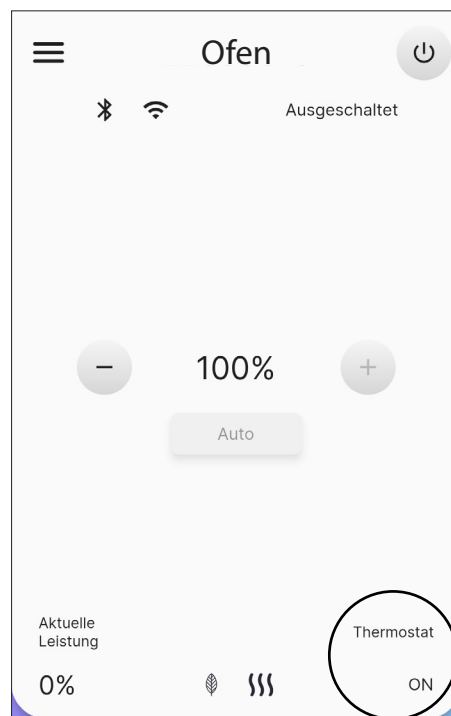 Ofen
Ausgeschaltet
100%
Auto
Aktuelle
Leistung
Thermostat
0%
ON